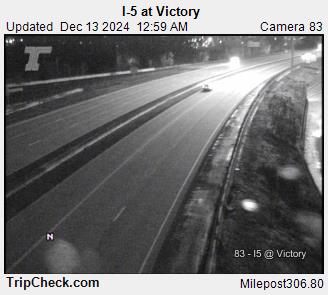 I-5 at Victory
Updated  Dec 13 2024  12:59 AM  Camera 83
T
N
83 - I5 @ Victory
TripCheck.com  Milepost306.80